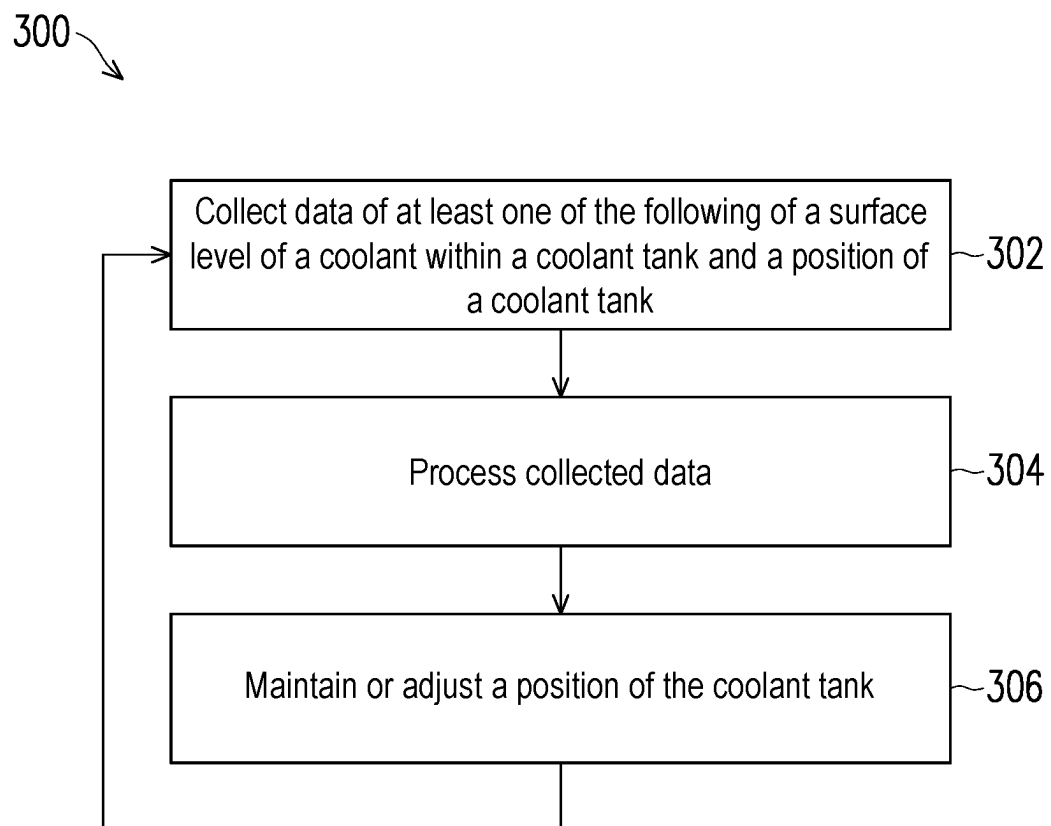 300
Collect data of at least one of the following of a surface
level of a coolant within a coolant tank and a position of
a coolant tank
302
Process collected data
304
Maintain or adjust a position of the coolant tank
306